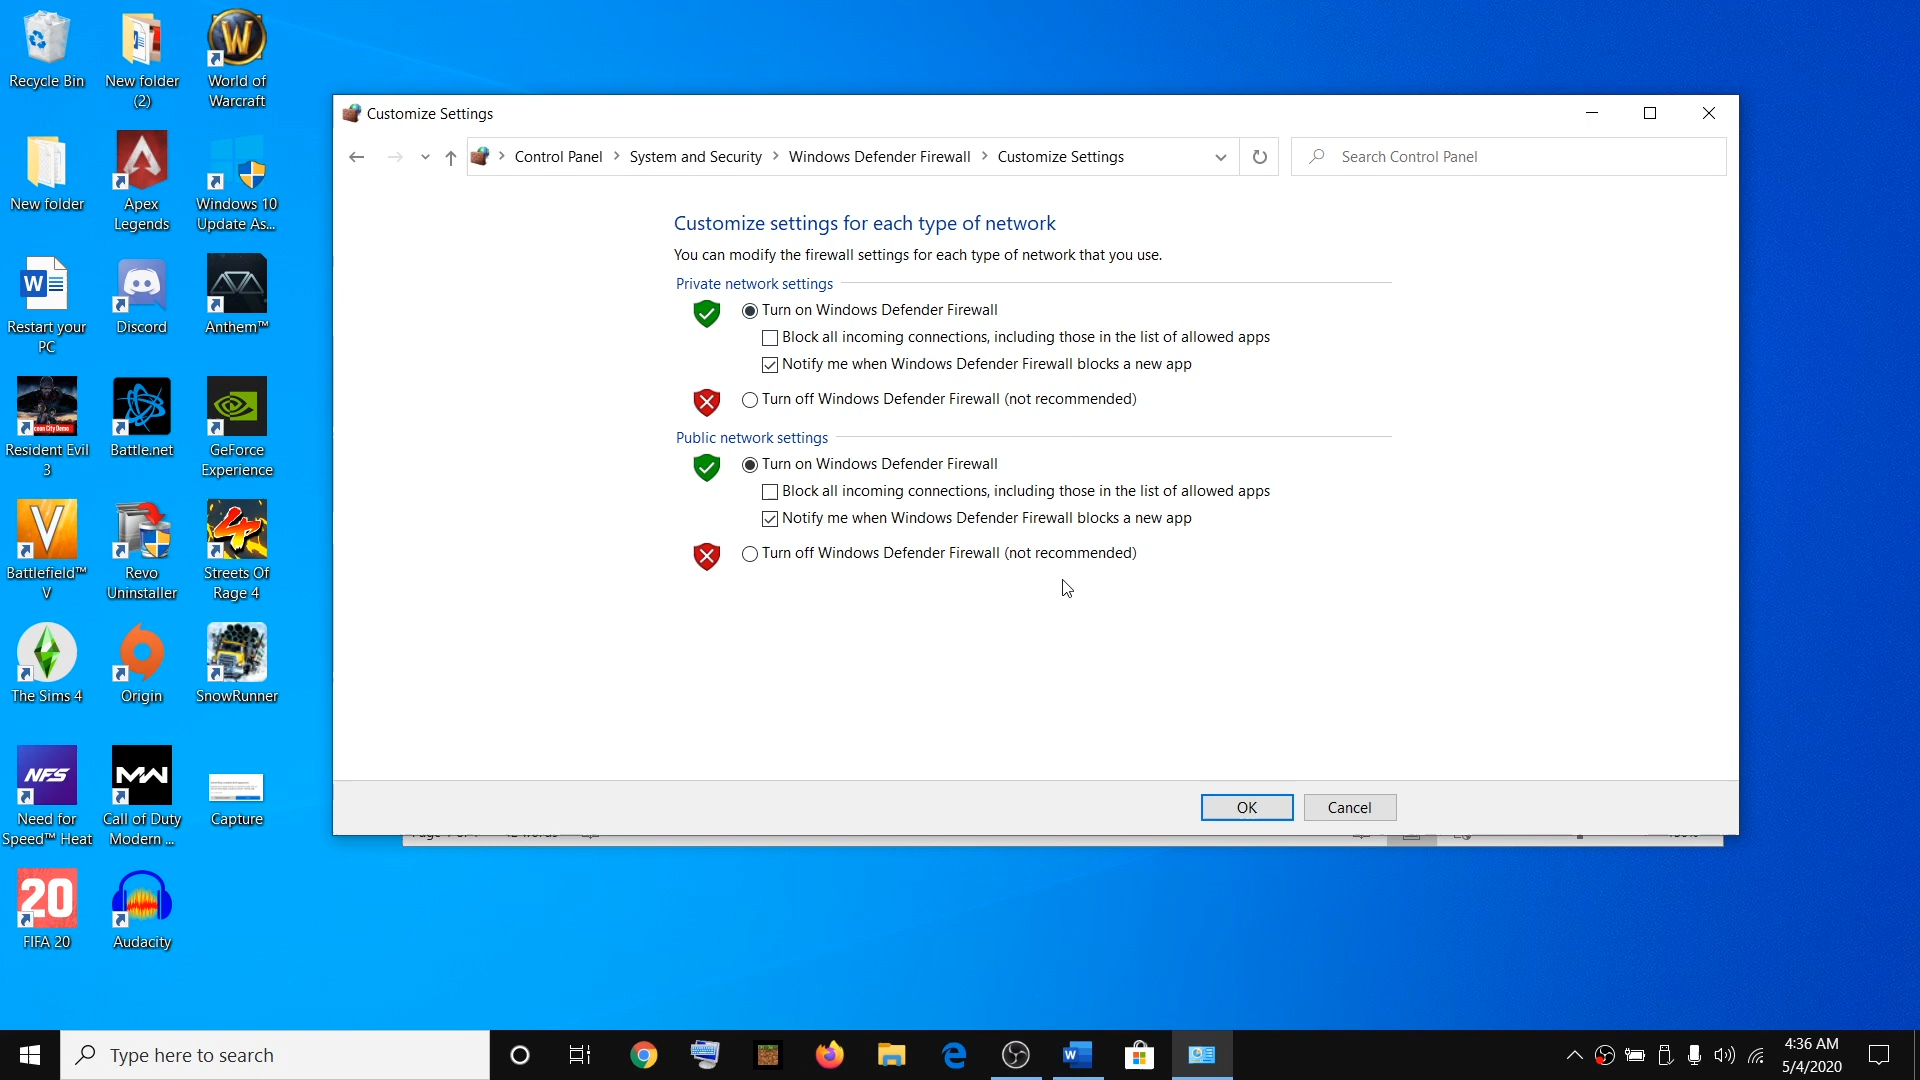 Recycle Bin
New folder
(2)
World of
Warcraft
New folder
Apex
Legends
Windows 10
Update As...
Restart your
PC
Discord
Anthem™
Resident Evil
3
Battle.net
GeForce
Experience
Battlefield™
V
Revo
Uninstaller
Streets Of
Rage 4
The Sims 4
Origin
SnowRunner
NFS
Need for
Speed™ Heat
MW
Call of Duty
Modern ...
Capture
20
FIFA 20
Audacity
Customize Settings
Control Panel > System and Security > Windows Defender Firewall > Customize Settings
Search Control Panel
Customize settings for each type of network
You can modify the firewall settings for each type of network that you use.
Private network settings
Turn on Windows Defender Firewall
Block all incoming connections, including those in the list of allowed apps
Notify me when Windows Defender Firewall blocks a new app
Turn off Windows Defender Firewall (not recommended)
Public network settings
Turn on Windows Defender Firewall
Block all incoming connections, including those in the list of allowed apps
Notify me when Windows Defender Firewall blocks a new app
Turn off Windows Defender Firewall (not recommended)
OK
Cancel
Type here to search
4:36 AM
5/4/2020